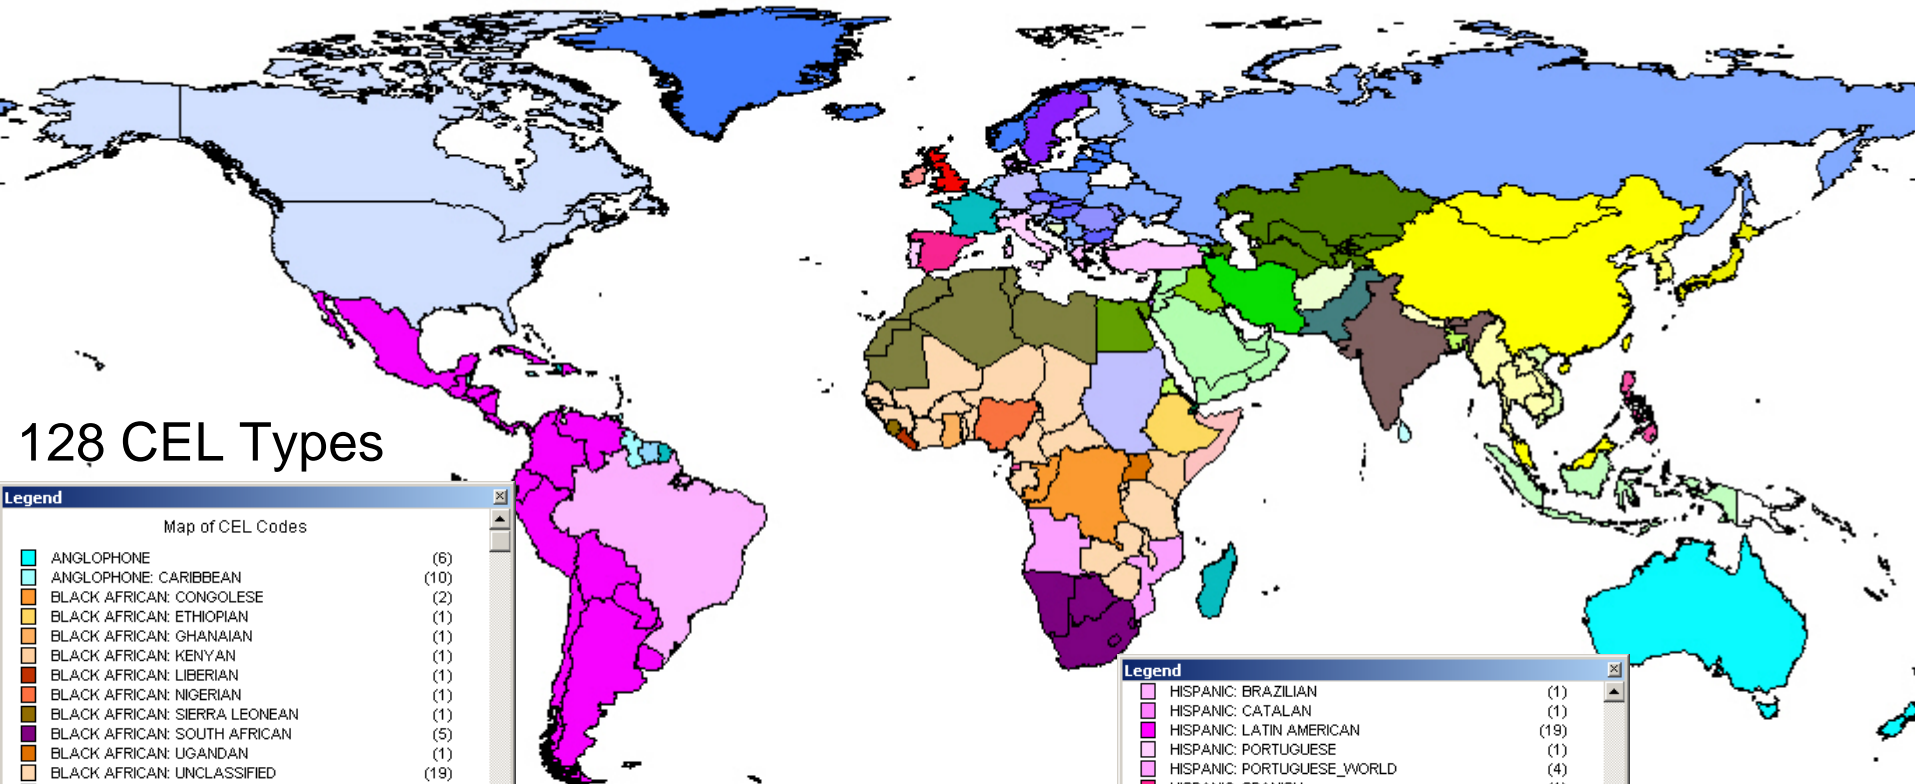 128 CEL Types
Legend
Map of CEL Codes
ANGLOPHONE (6)
ANGLOPHONE: CARIBBEAN (10)
BLACK AFRICAN: CONGOLESE (2)
BLACK AFRICAN: ETHIOPIAN (1)
BLACK AFRICAN: GHANAIAN (1)
BLACK AFRICAN: KENYAN (1)
BLACK AFRICAN: LIBERIAN (1)
BLACK AFRICAN: NIGERIAN (1)
BLACK AFRICAN: SIERRA LEONEAN (1)
BLACK AFRICAN: SOUTH AFRICAN (5)
BLACK AFRICAN: UGANDAN (1)
BLACK AFRICAN: UNCLASSIFIED (19)
Legend
HISPANIC: BRAZILIAN (1)
HISPANIC: CATALAN (1)
HISPANIC: LATIN AMERICAN (19)
HISPANIC: PORTUGUESE (1)
HISPANIC: PORTUGUESE_WORLD (4)